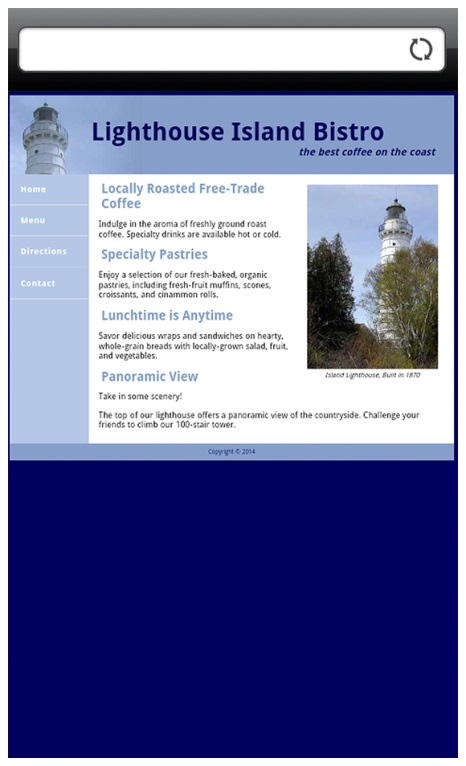 Lighthouse Island Bistro
the best coffee on the coast
Home
Menu
Directions
Contact
Locally Roasted Free-Trade
Coffee
Indulge in the aroma of freshly ground roast
coffee. Specialty drinks are available hot or cold.
Specialty Pastries
Enjoy a selection of our fresh-baked, organic
pastries, including fresh-fruit muffins, scones,
croissants, and cinammon rolls.
Lunchtime is Anytime
Savor delicious wraps and sandwiches on hearty,
whole-grain breads with locally-grown salad, fruit,
and vegetables.
Island Lighthouse, Built in 1870
Panoramic View
Take in some scenery!
The top of our lighthouse offers a panoramic view of the countryside. Challenge your
friends to climb our 100-stair tower.
Copyright © 2014